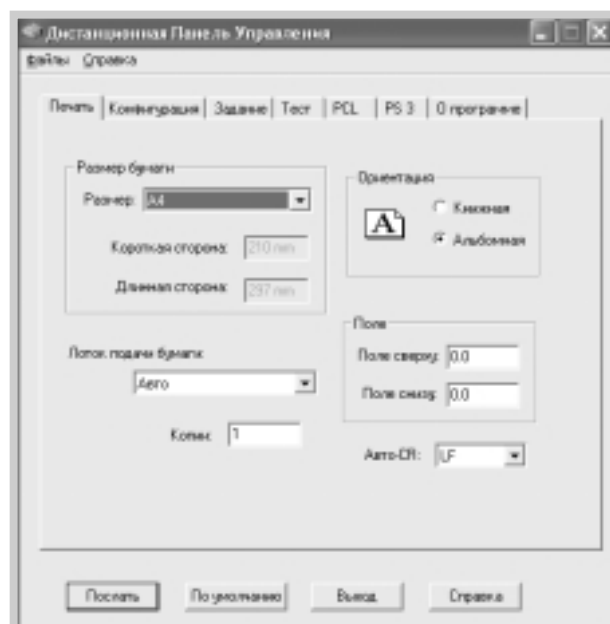 Дистанционная Панель Управления
Файлы Справка
Печать Конфигурация Задание Тест PCL PS 3 О программе
Размер бумаги
Размер: A4
Короткая сторона: 210 mm
Длинная сторона: 297 mm
Лоток подачи бумаги:
Авто
Копии: 1
Ориентация
A
Книжная
Альбомная
Поле
Поле сверху: 0.0
Поле снизу: 0.0
Авто-CR: LF
Послать По умолчанию Выход Справка